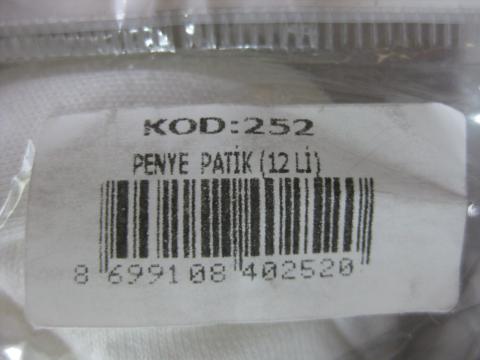 KOD:252
PENYE PATİK (12 Lİ)
8 699108 402520